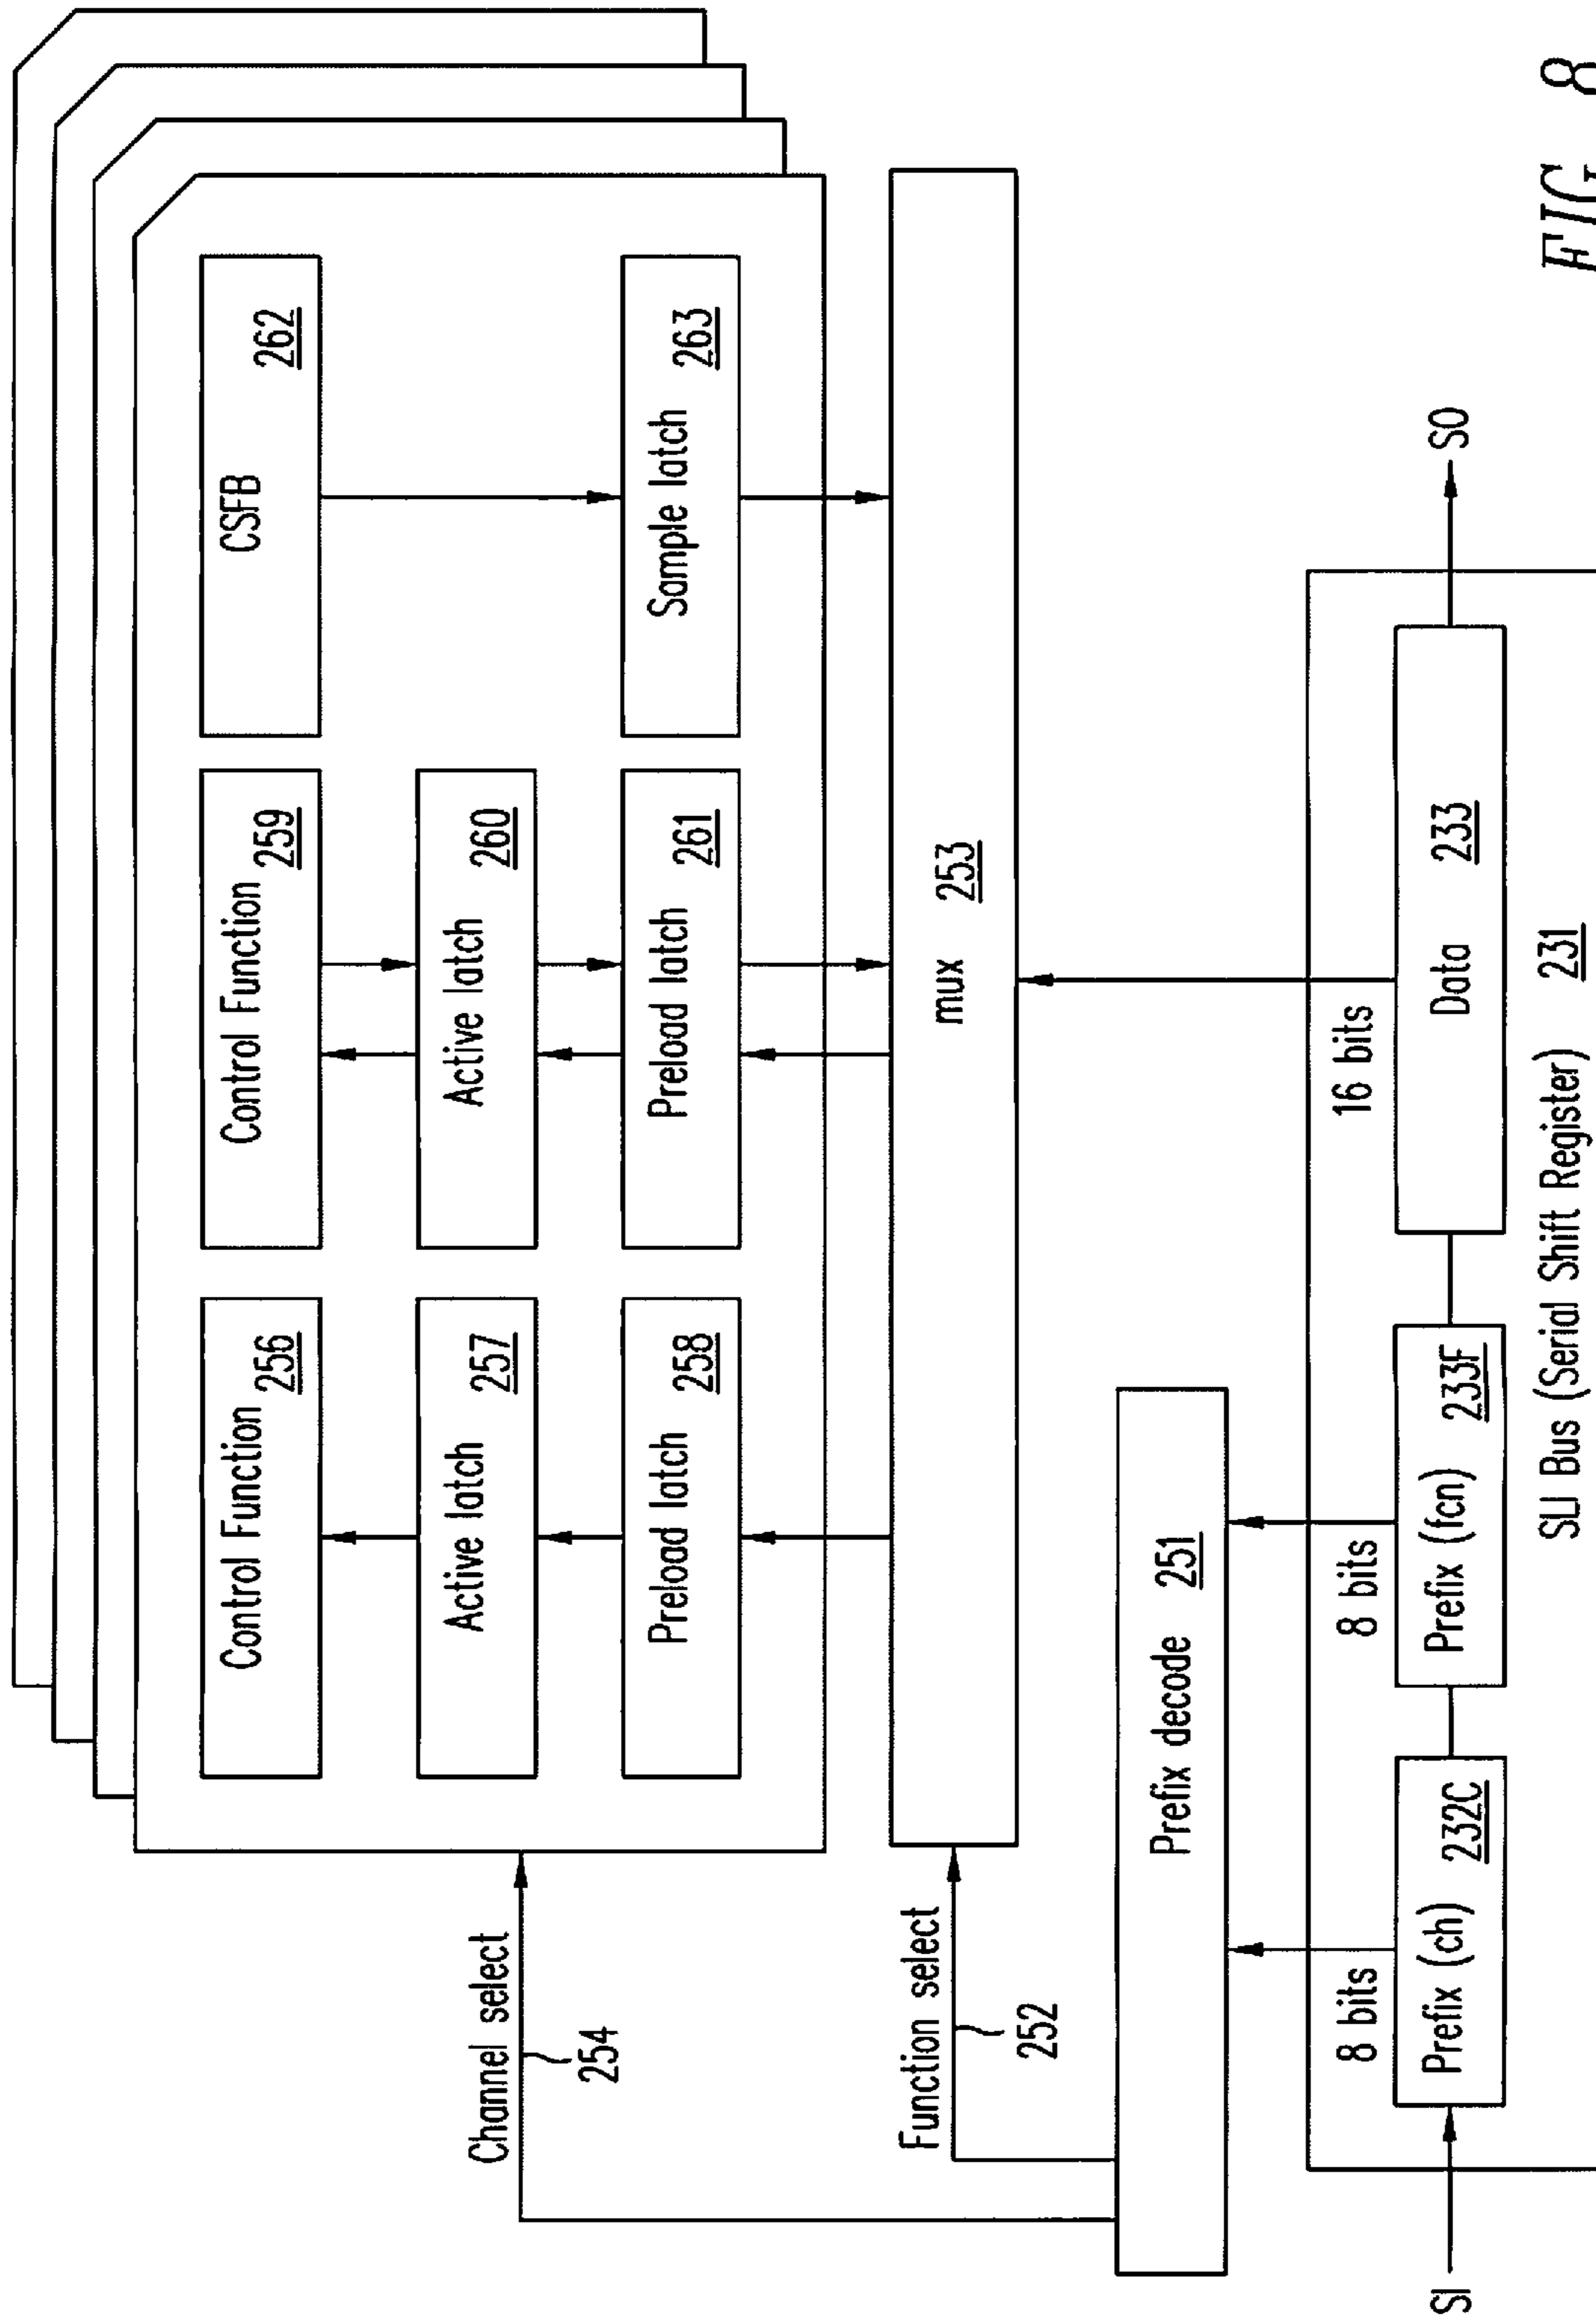 Control Function 256
Control Function 259
CSFB 262
Active latch 257
Active latch 260
Preload latch 258
Preload latch 261
Sample latch 263
Channel select
254
mux 253
Function select
252
Prefix decode 251
8 bits
8 bits
16 bits
SI
Prefix (ch) 232C
Prefix (fcn) 233F
Data 233
SO
SLI Bus (Serial Shift Register) 231
FIG. 8